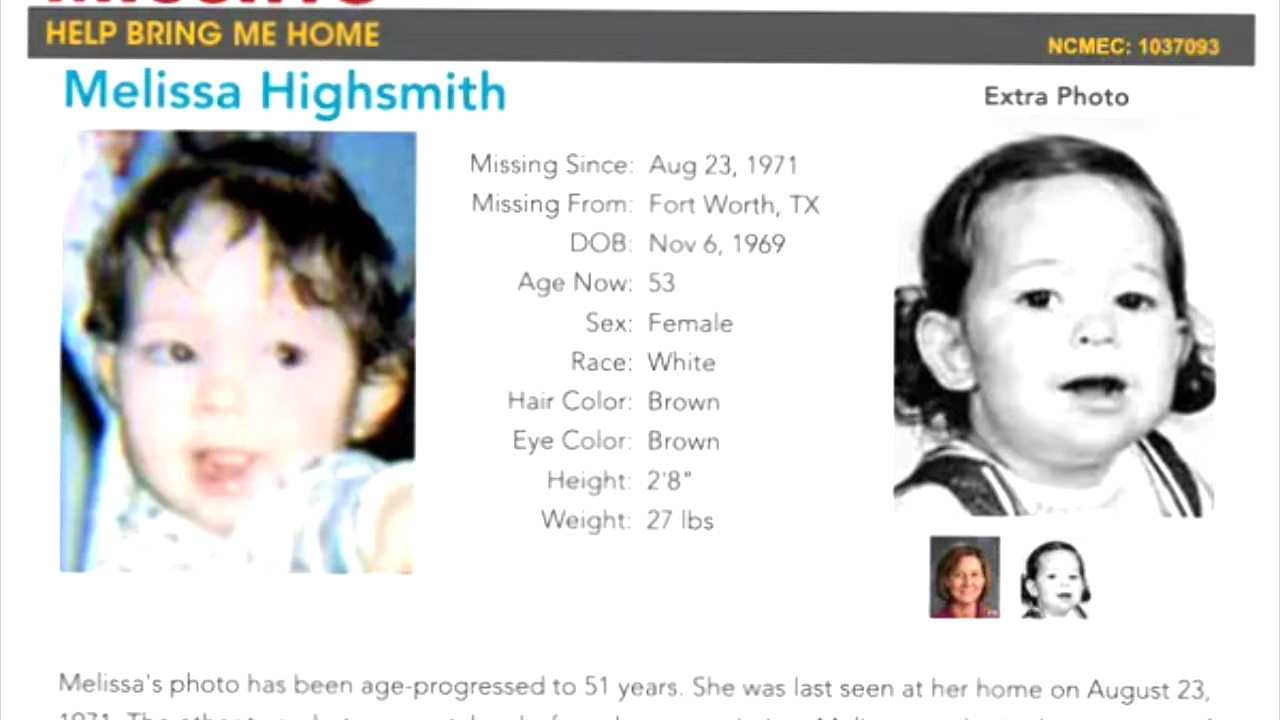 HELP BRING ME HOME
NCMEC: 1037093
Melissa Highsmith
Extra Photo
Missing Since: Aug 23, 1971
Missing From: Fort Worth, TX
DOB: Nov 6, 1969
Age Now: 53
Sex: Female
Race: White
Hair Color: Brown
Eye Color: Brown
Height: 2'8"
Weight: 27 lbs
Melissa's photo has been age-progressed to 51 years. She was last seen at her home on August 23,